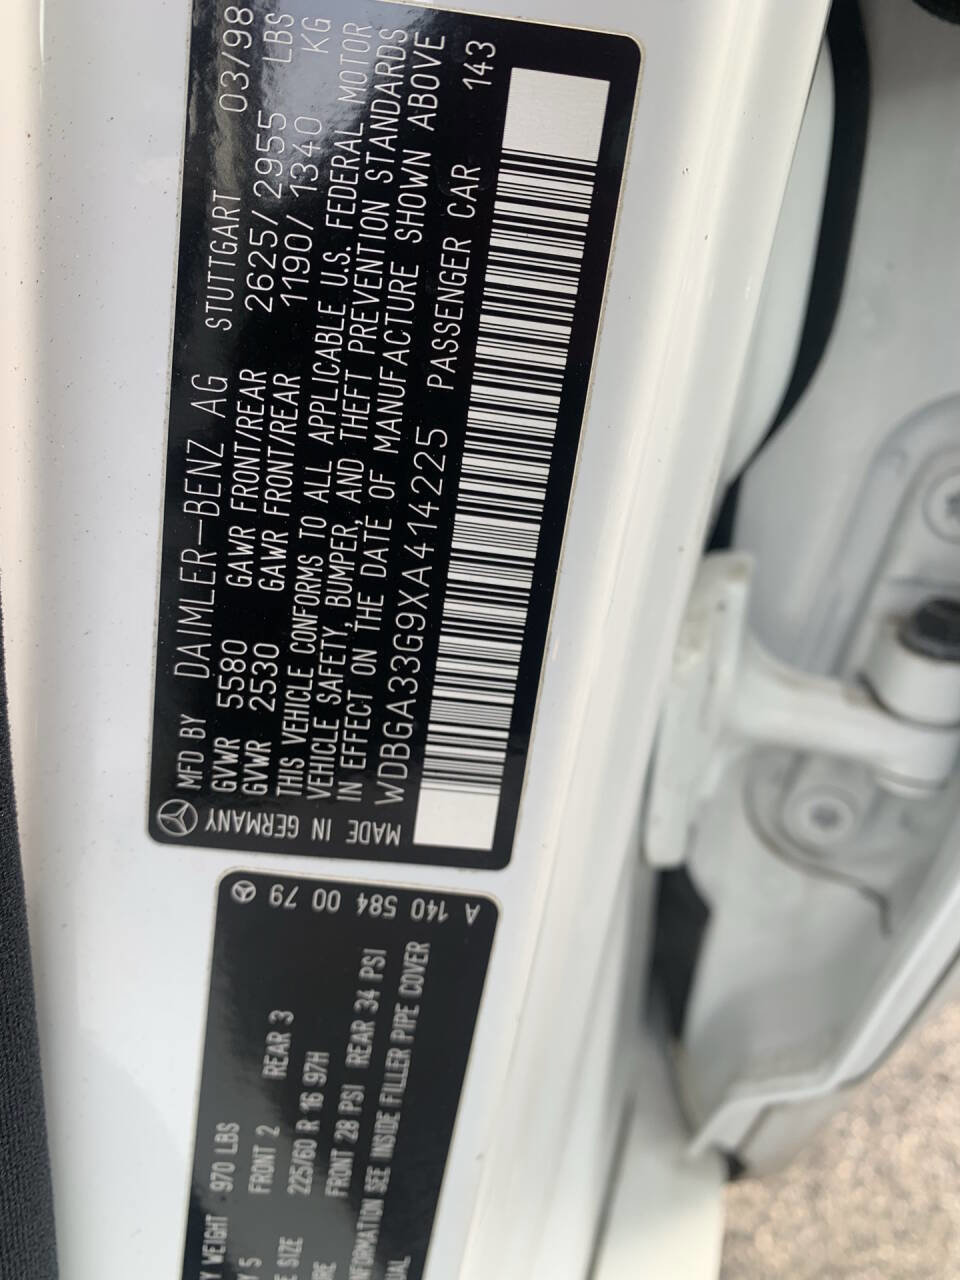 MFD BY DAIMLER-BENZ AG STUTTGART 03/98
GVWR 5580 GAWR FRONT/REAR 2625/2955 LBS
GVWR 2530 GAWR FRONT/REAR 1190/1340 KG
THIS VEHICLE CONFORMS TO ALL APPLICABLE U.S. FEDERAL MOTOR
VEHICLE SAFETY, BUMPER, AND THEFT PREVENTION STANDARDS
IN EFFECT ON THE DATE OF MANUFACTURE SHOWN ABOVE
WDBGA33G9XA414225 PASSENGER CAR 143
MADE IN GERMANY
A 140 584 00 79
WEIGHT 970 LBS
5 FRONT 2 REAR 3
SIZE 225/60 R 16 97H
FRONT 28 PSI REAR 34 PSI
SEE INSIDE FILLER PIPE COVER